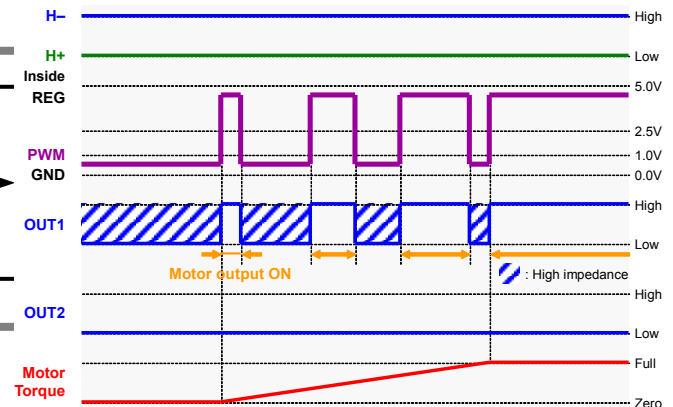 H–
High
H+
Low
Inside
REG
5.0V
2.5V
PWM
1.0V
GND
0.0V
High
OUT1
Low
Motor output ON
: High impedance
High
OUT2
Low
Full
Motor
Torque
Zero